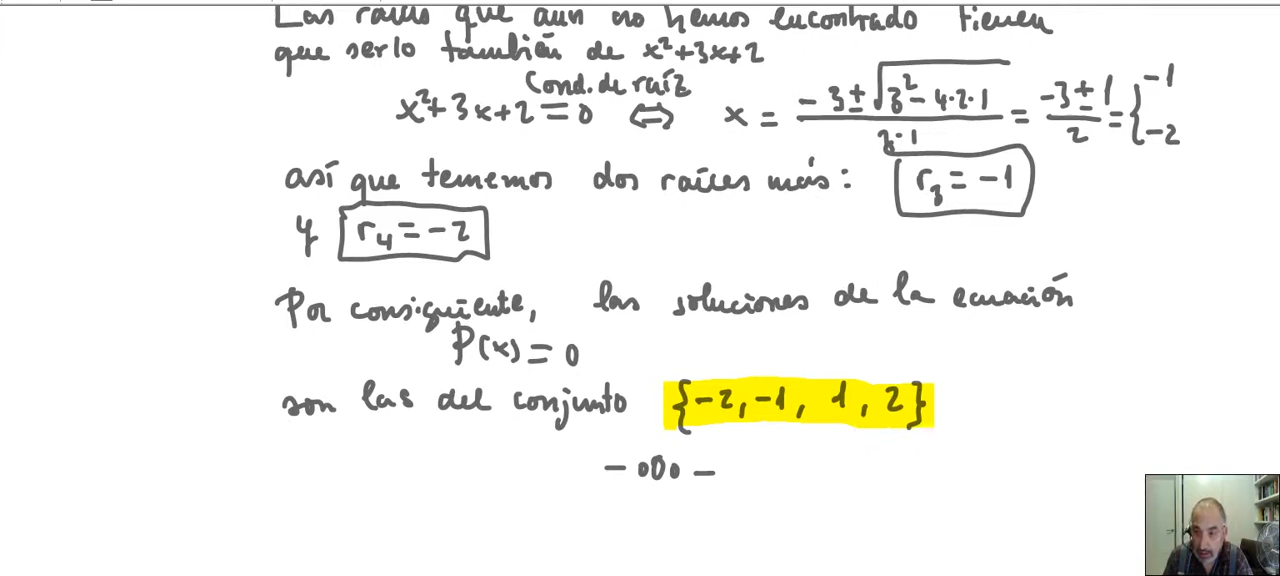 Las raíces que aun no hemos encontrado tienen
que serlo también de x²+3x+2
Cond. de raíz
x²+3x+2 = 0 ⇔ x = (-3 ± √(3² - 4·2·1)) / (2·1) = (-3 ± 1) / 2 = { -1 -2
así que tememos dos raíces más: r₃ = -1
y r₄ = -2
Por consiguiente, las soluciones de la ecuación
P(x) = 0
son las del conjunto {-2, -1, 1, 2}
- o0o -